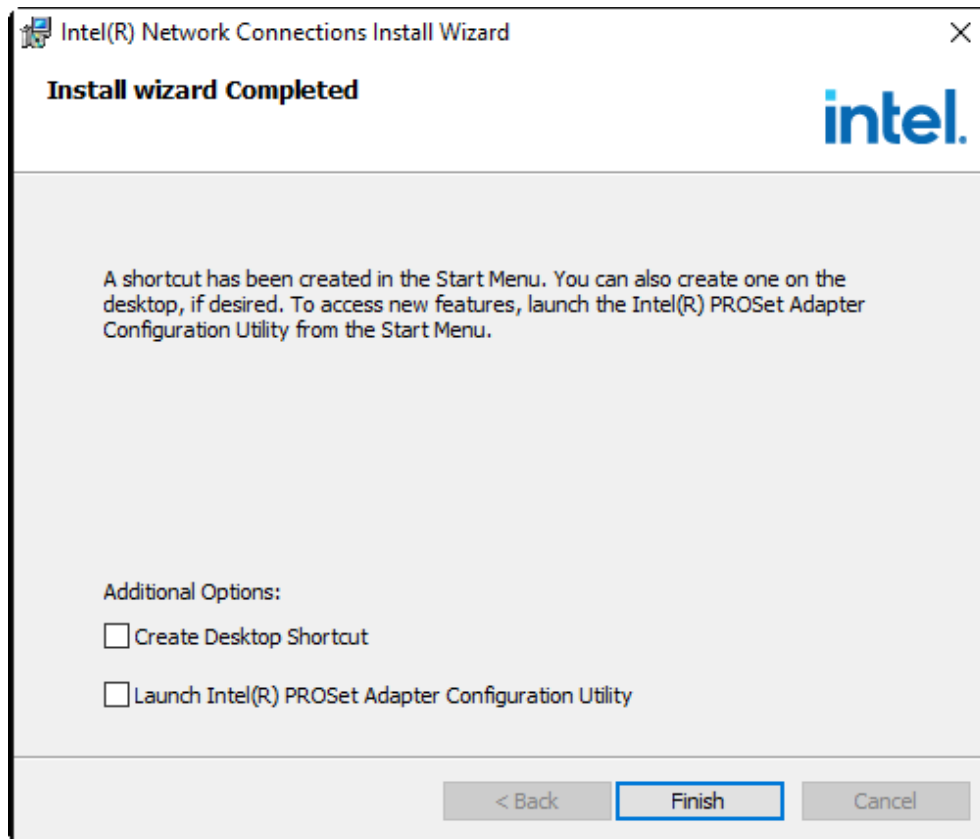 Intel(R) Network Connections Install Wizard
Install wizard Completed
intel.
A shortcut has been created in the Start Menu. You can also create one on the
desktop, if desired. To access new features, launch the Intel(R) PROSet Adapter
Configuration Utility from the Start Menu.
Additional Options:
Create Desktop Shortcut
Launch Intel(R) PROSet Adapter Configuration Utility
< Back
Finish
Cancel